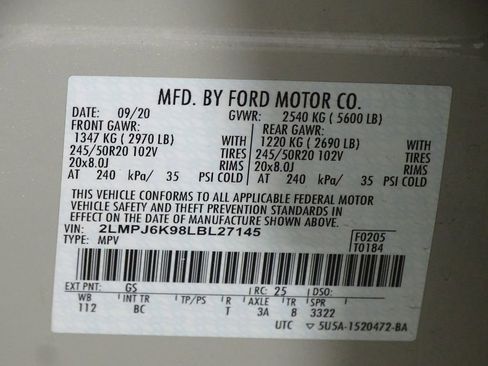 MFD. BY FORD MOTOR CO.
DATE: 09/20 GVWR: 2540 KG ( 5600 LB)
FRONT GAWR: REAR GAWR:
1347 KG ( 2970 LB) WITH 1220 KG ( 2690 LB) WITH
245/50R20 102V TIRES 245/50R20 102V TIRES
20x8.0J RIMS 20x8.0J RIMS
AT 240 kPa/ 35 PSI COLD AT 240 kPa/ 35 PSI COLD
THIS VEHICLE CONFORMS TO ALL APPLICABLE FEDERAL MOTOR
VEHICLE SAFETY AND THEFT PREVENTION STANDARDS IN
EFFECT ON THE DATE OF MANUFACTURE SHOWN ABOVE.
VIN: 2LMPJ6K98LBL27145 F0205
TYPE: MPV T0184
EXT PNT: GS RC: 25 DSO:
WB INT TR TP/PS R AXLE TR SPR
112 BC T 3A 8 3322
UTC 5U5A-1520472-BA